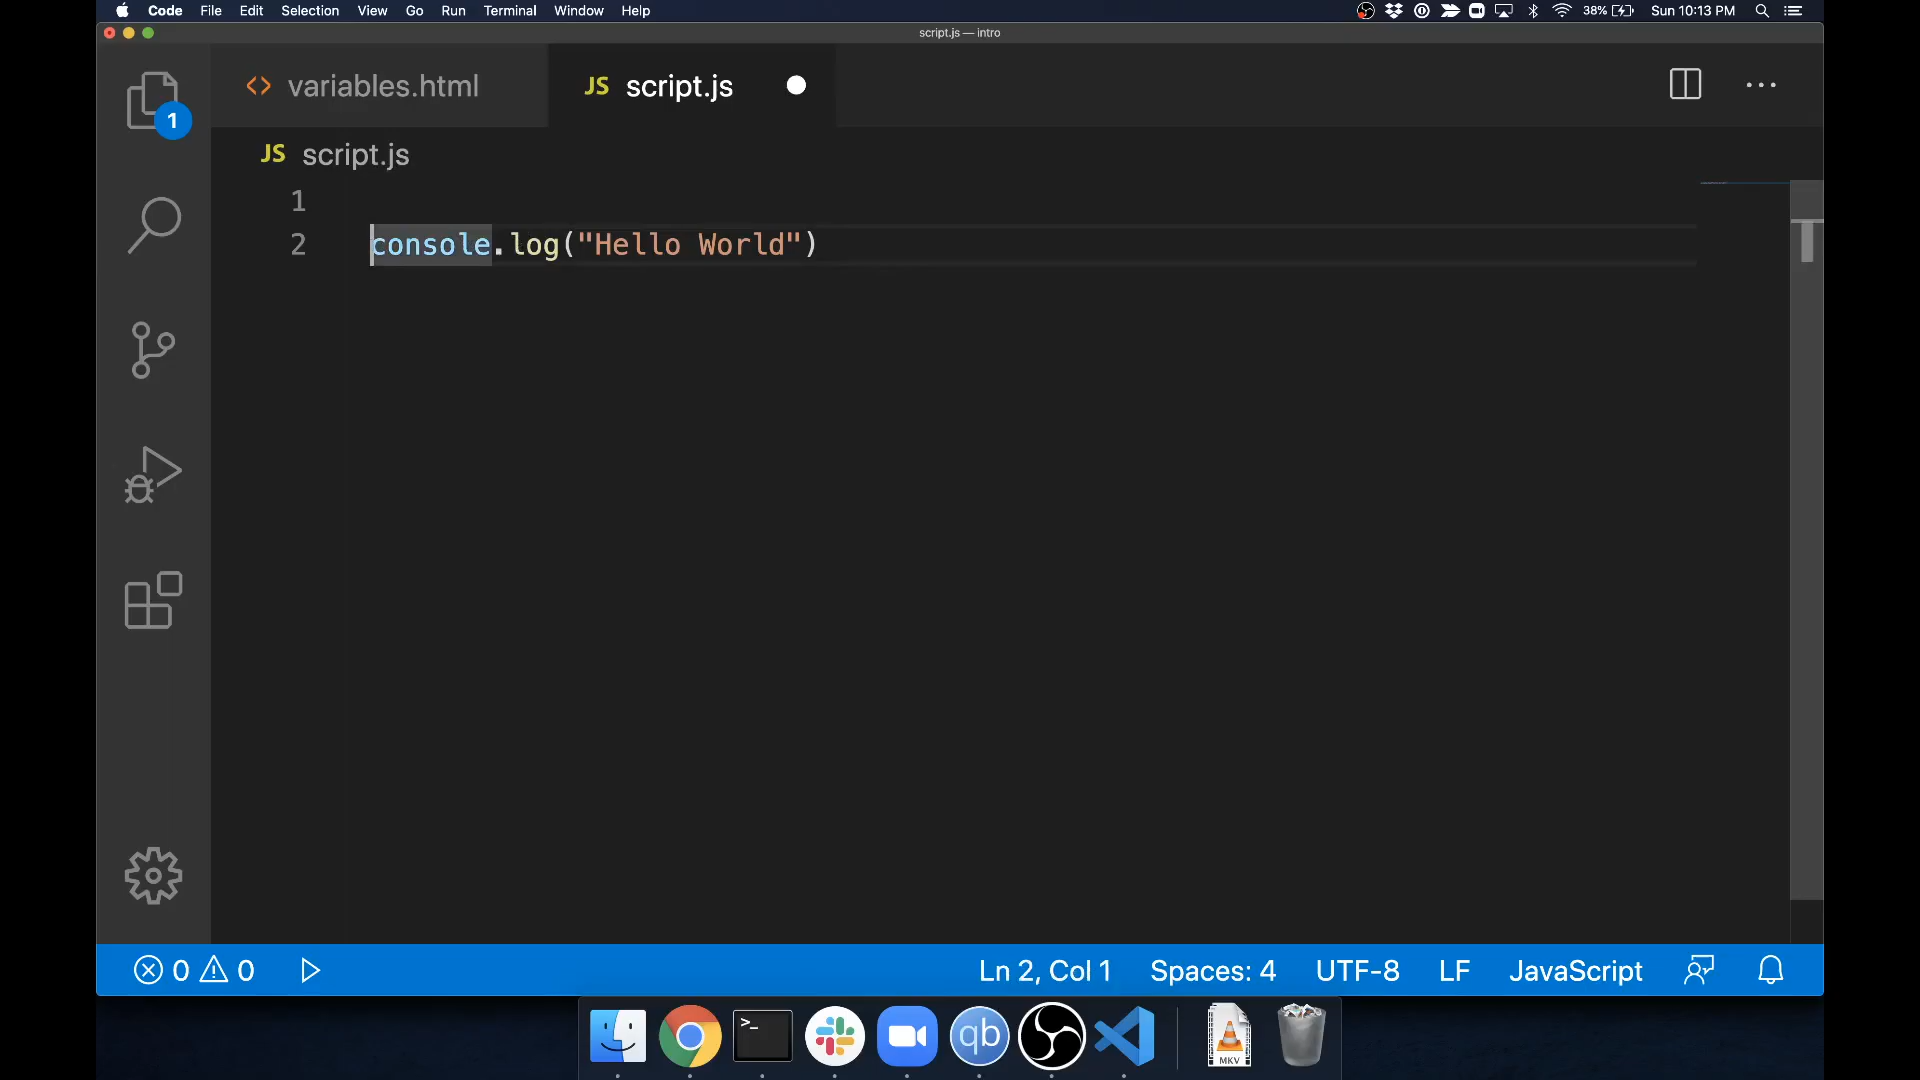 Code File Edit Selection View Go Run Terminal Window Help 38% Sun 10:13 PM
script.js — intro
variables.html JS script.js
1
JS script.js
1
2 console.log("Hello World")
0 0 Ln 2, Col 1 Spaces: 4 UTF-8 LF JavaScript
>_ qb MKV